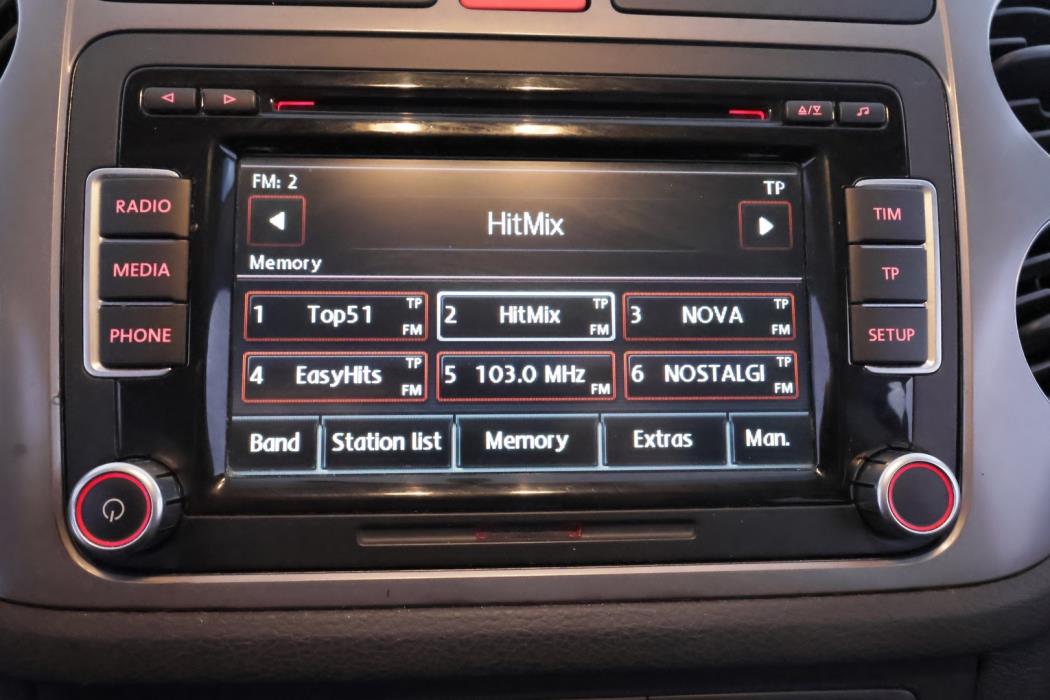 RADIO
MEDIA
PHONE
FM: 2
TP
HitMix
Memory
1 Top51 TP FM
2 HitMix TP FM
3 NOVA TP FM
4 EasyHits TP FM
5 103.0 MHz FM
6 NOSTALGI TP FM
Band Station list Memory Extras Man.
TIM
TP
SETUP